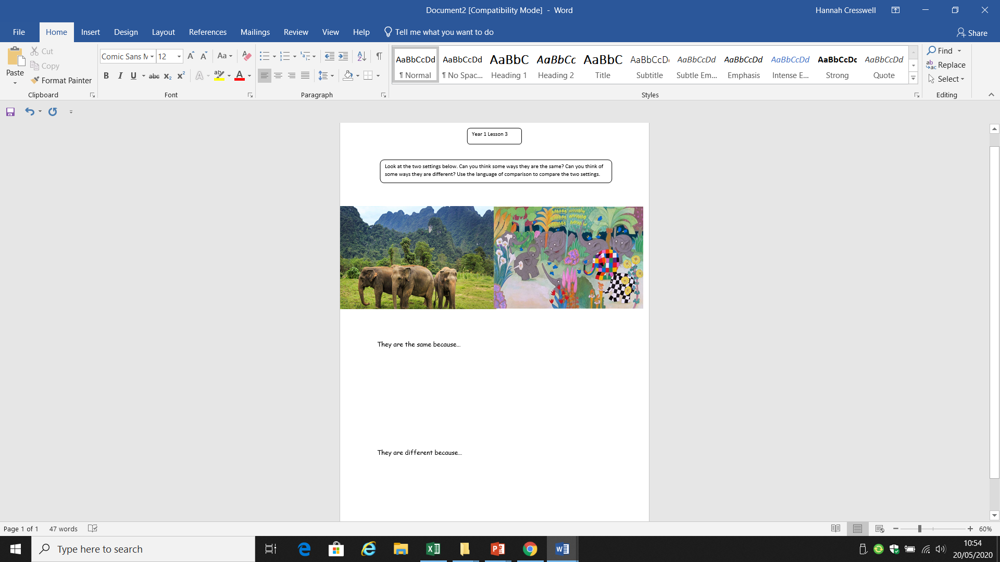 Document2 [Compatibility Mode] - Word
Hannah Cresswell
File Home Insert Design Layout References Mailings Review View Help Tell me what you want to do
Share
Paste
Cut
Copy
Format Painter
Clipboard
Comic Sans M 12
Font
Paragraph
AaBbCcDd AaBbCcDd AaBbC AaBbCc AaBbC AaBbCcDd AaBbCcDd AaBbCcDd AaBbCcDd AaBbCcDc AaBbCcDd
¶ Normal ¶ No Spac... Heading 1 Heading 2 Title Subtitle Subtle Em... Emphasis Intense E... Strong Quote
Styles
Find
Replace
Select
Editing
Year 1 Lesson 3
Look at the two settings below. Can you think some ways they are the same? Can you think of
some ways they are different? Use the language of comparison to compare the two settings.
They are the same because...
They are different because...
Page 1 of 1 47 words
60%
Type here to search
10:54
20/05/2020